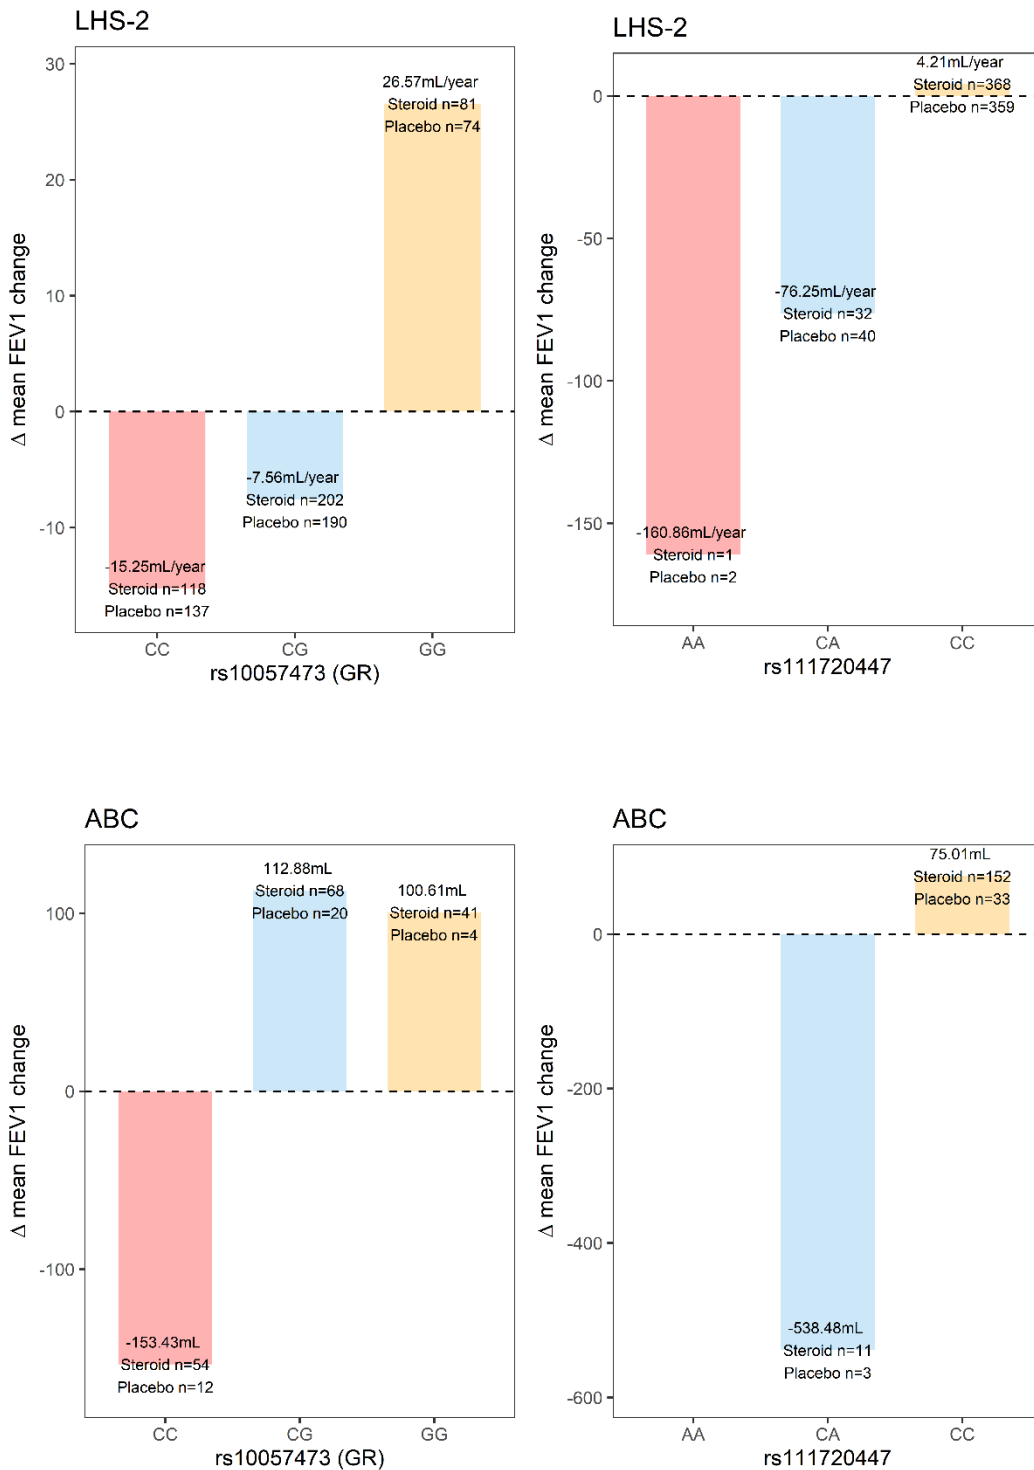 LHS-2
Δ mean FEV1 change
30
20
10
0
-10
26.57mL/year
Steroid n=81
Placebo n=74
-7.56mL/year
Steroid n=202
Placebo n=190
-15.25mL/year
Steroid n=118
Placebo n=137
CC CG GG
rs10057473 (GR)
LHS-2
Δ mean FEV1 change
0
-50
-100
-150
4.21mL/year
Steroid n=368
Placebo n=359
-76.25mL/year
Steroid n=32
Placebo n=40
-160.86mL/year
Steroid n=1
Placebo n=2
AA CA CC
rs111720447
ABC
Δ mean FEV1 change
100
0
-100
112.88mL
Steroid n=68
Placebo n=20
100.61mL
Steroid n=41
Placebo n=4
-153.43mL
Steroid n=54
Placebo n=12
CC CG GG
rs10057473 (GR)
ABC
Δ mean FEV1 change
0
-200
-400
-600
75.01mL
Steroid n=152
Placebo n=33
-538.48mL
Steroid n=11
Placebo n=3
AA CA CC
rs111720447